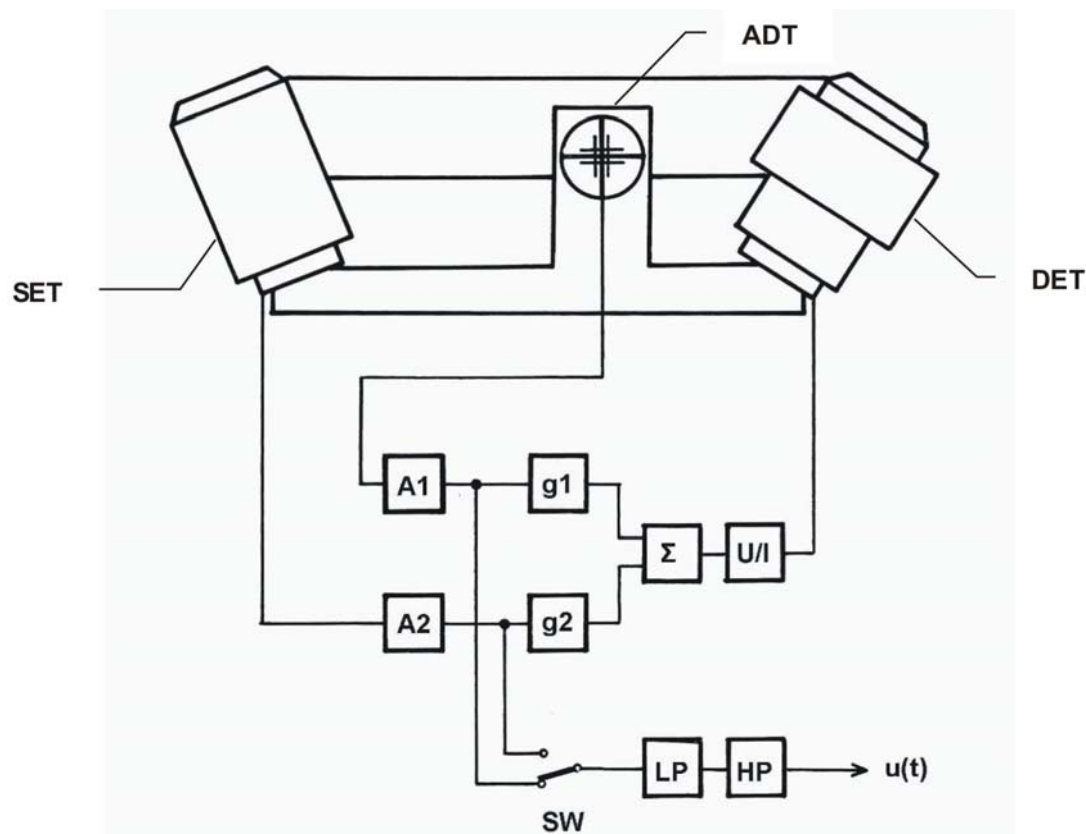 ADT
SET
DET
A1 g1
Σ U/I
A2 g2
LP HP u(t)
SW